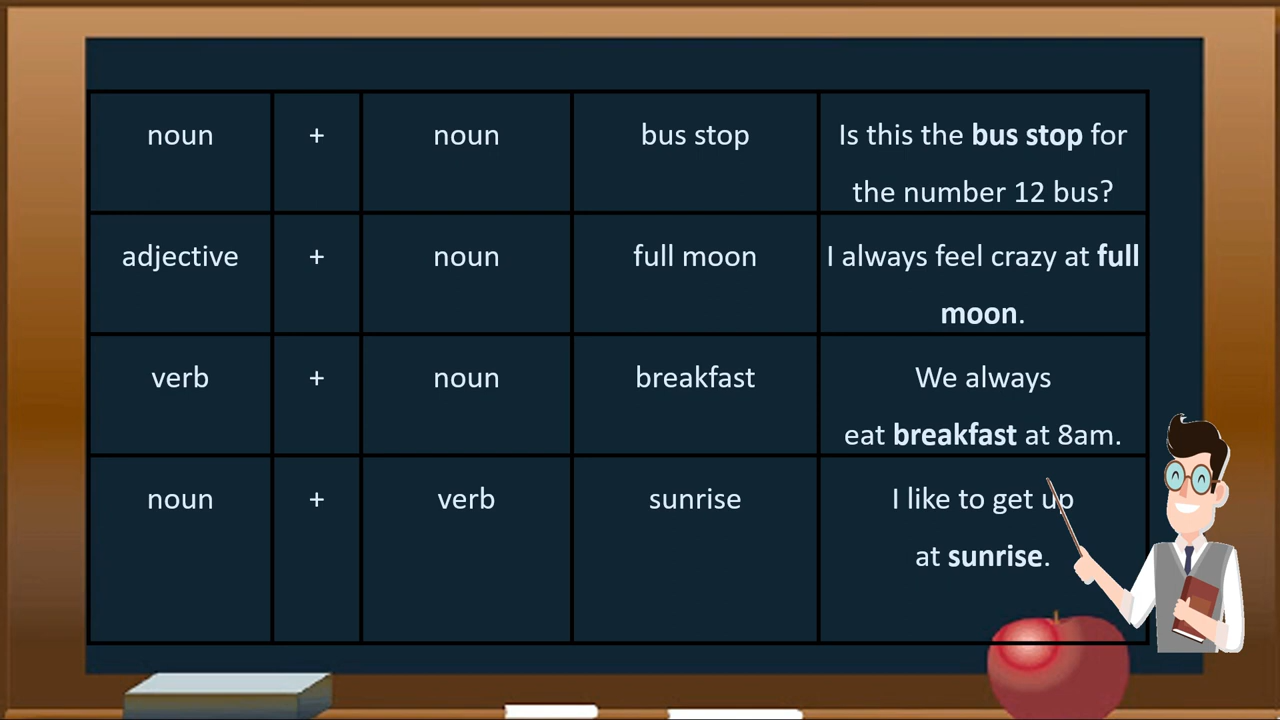 noun + noun bus stop Is this the bus stop for
the number 12 bus?
adjective + noun full moon I always feel crazy at full
moon.
verb + noun breakfast We always
eat breakfast at 8am.
noun + verb sunrise I like to get up
at sunrise.